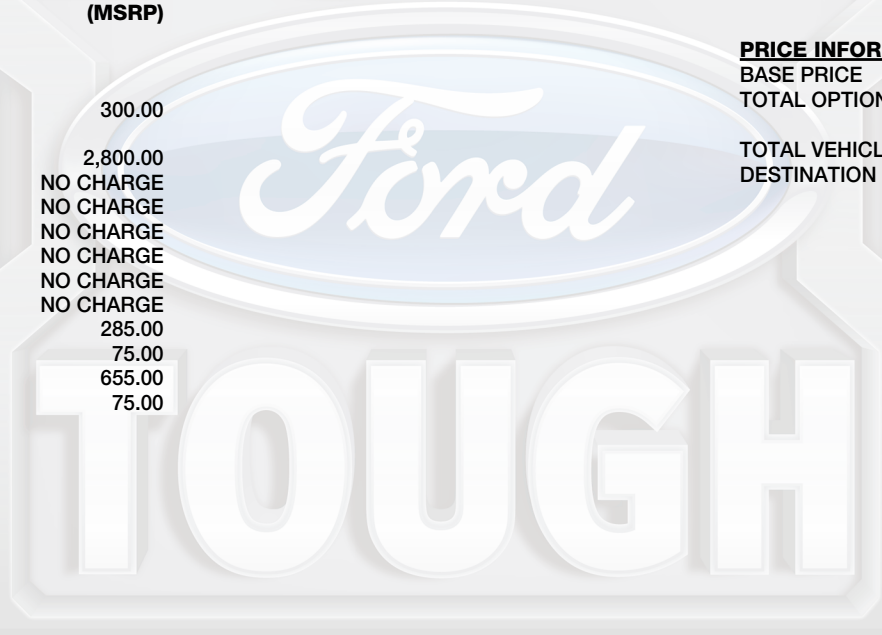 (MSRP)
300.00
2,800.00
NO CHARGE
NO CHARGE
NO CHARGE
NO CHARGE
NO CHARGE
NO CHARGE
285.00
75.00
655.00
75.00
PRICE INFOR
BASE PRICE
TOTAL OPTION
TOTAL VEHICL
DESTINATION
Ford
TOUGH